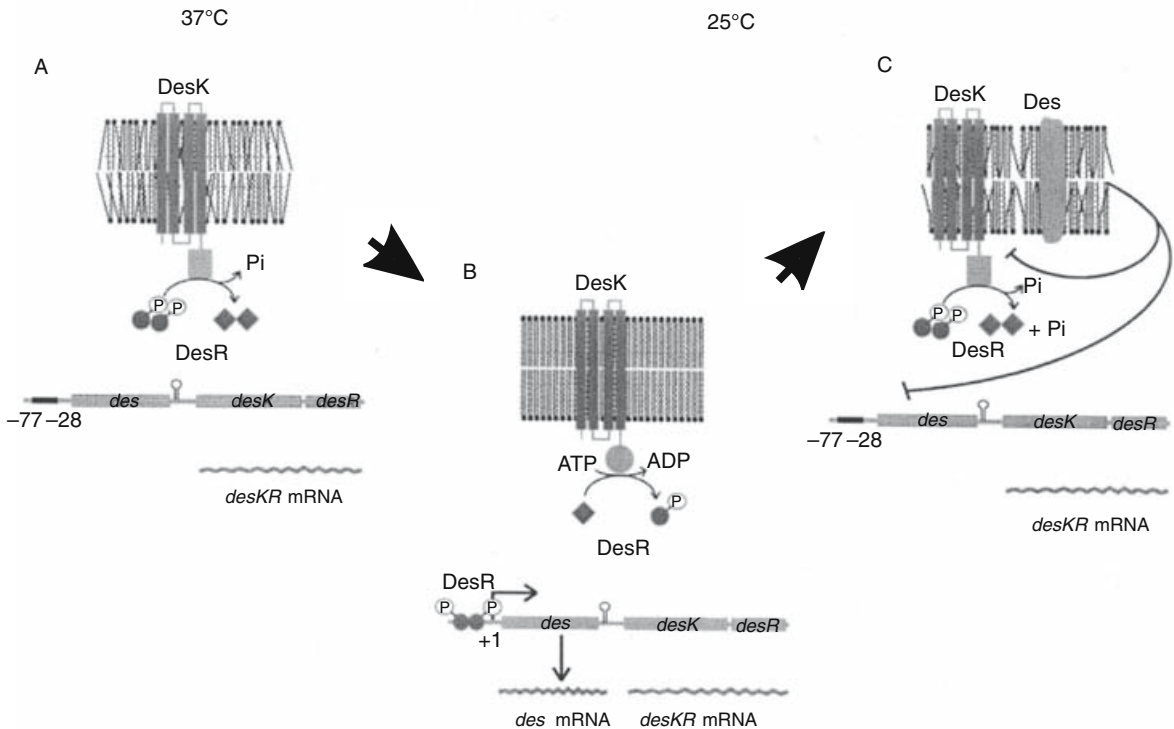 37°C
25°C
A
DesK
Pi
P P
DesR
des desK desR
–77 –28
desKR mRNA
B
DesK
ATP ADP
P
DesR
DesR
P P
des desK desR
+1
des mRNA desKR mRNA
C
DesK Des
Pi
P P
+ Pi
DesR
des desK desR
–77 –28
desKR mRNA